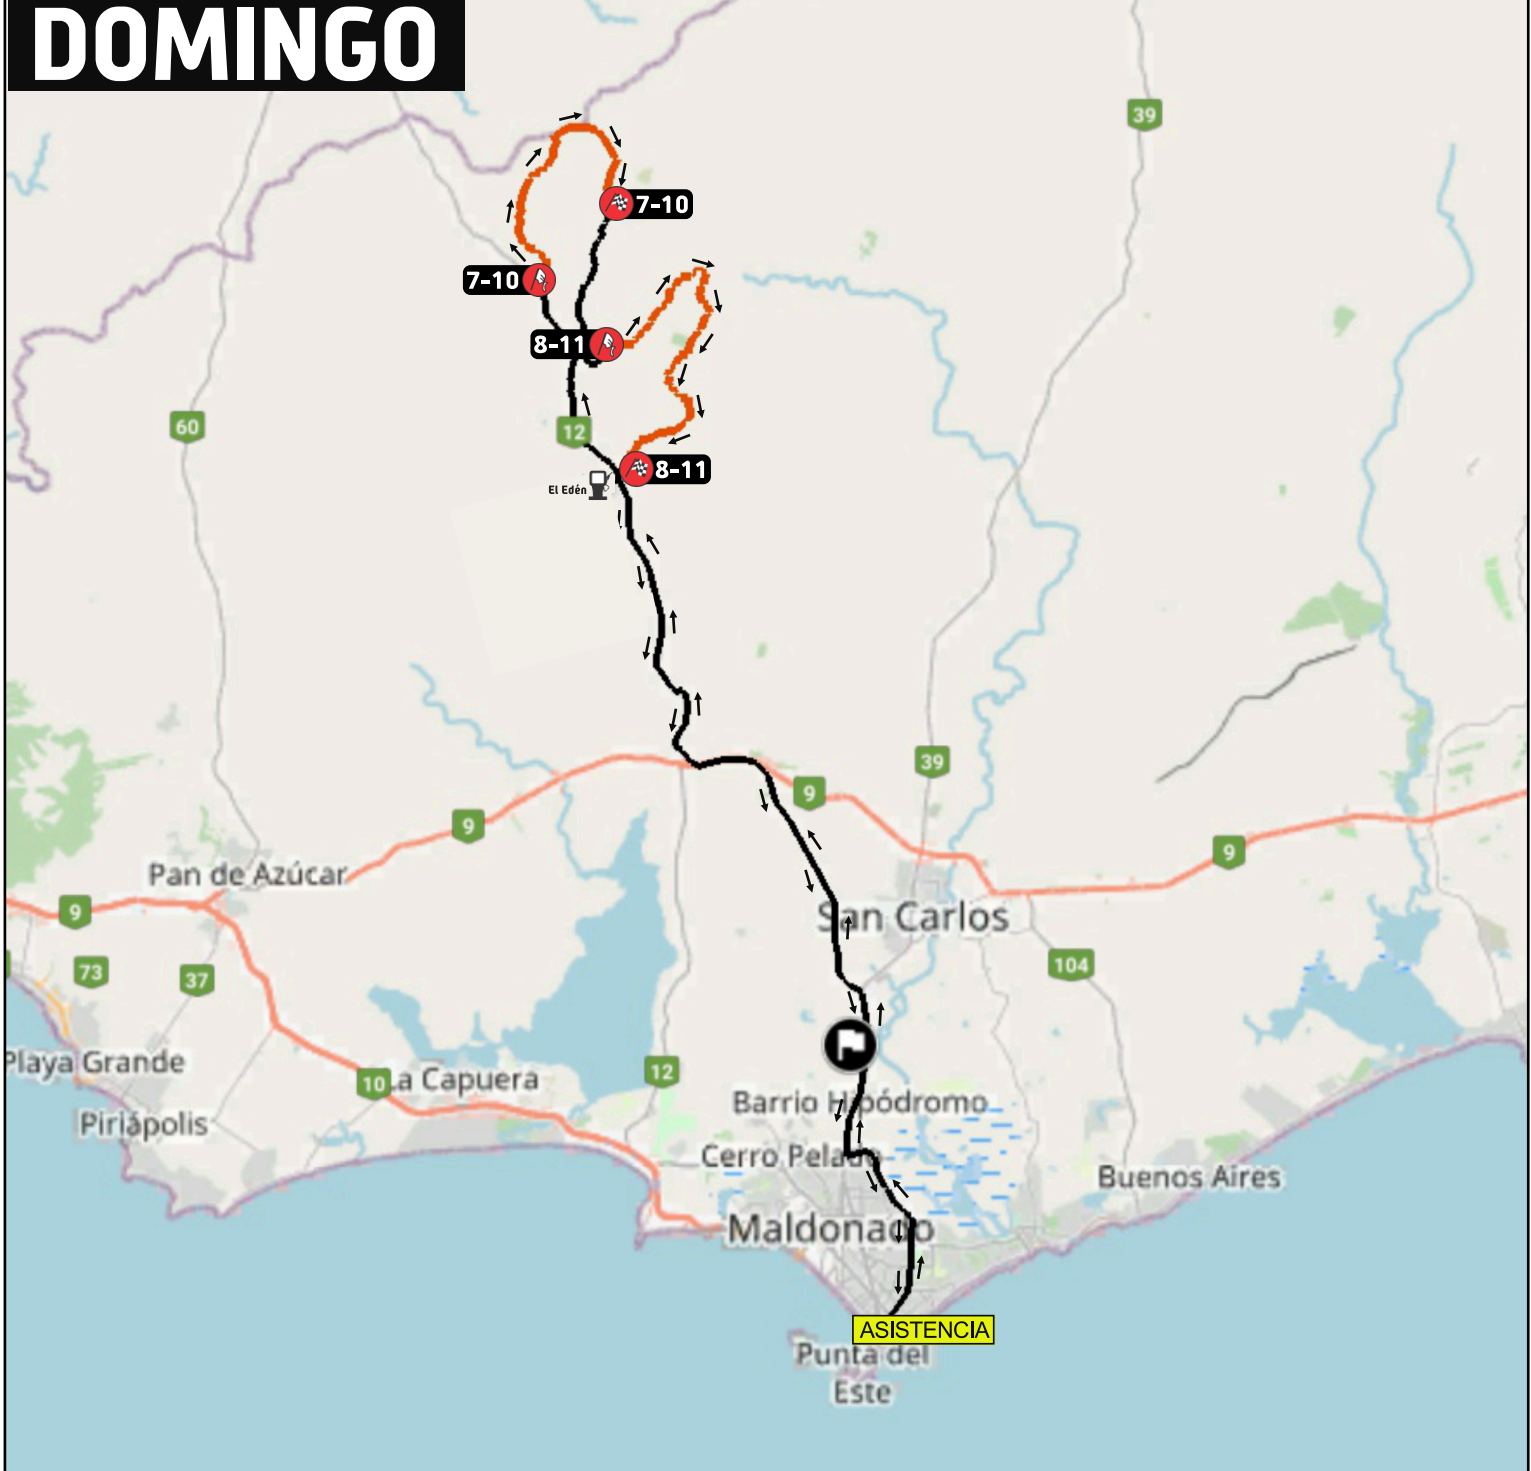 DOMINGO
39
7-10
7-10
8-11
60
12
8-11
El Edén
39
9
9
9
Pan de Azúcar
9
San Carlos
73
37
104
Playa Grande
10
La Capuera
12
Barrio Hipódromo
Piriápolis
Cerro Pelado
Buenos Aires
Maldonado
ASISTENCIA
Punta del
Este